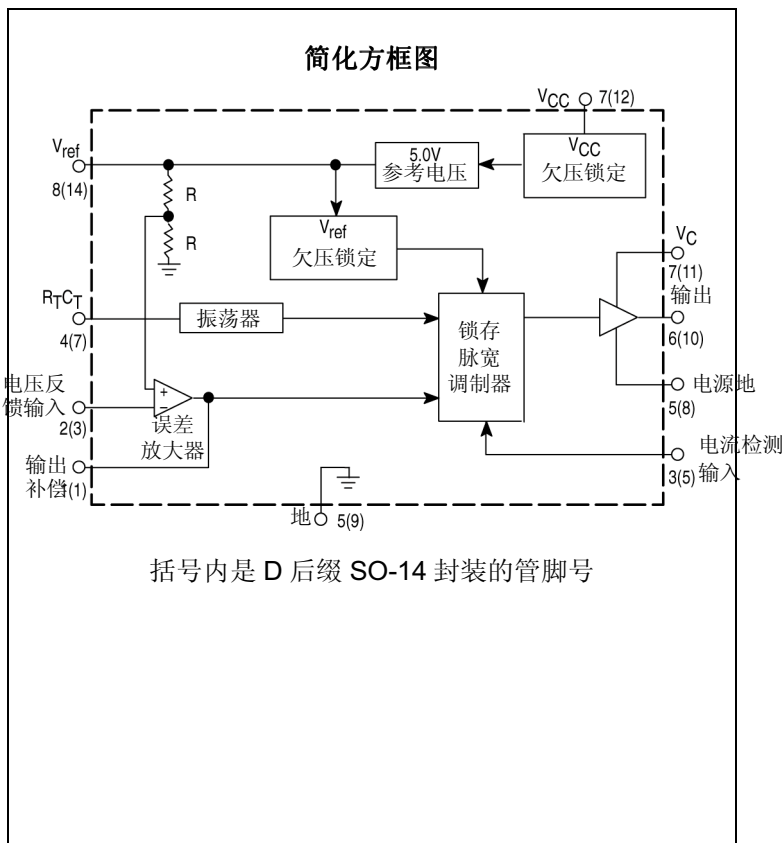 简化方框图
VCC 7(12)
Vref
8(14)
R
R
5.0V
参考电压
VCC
欠压锁定
Vref
欠压锁定
VC
7(11)
输出
6(10)
RTCT
4(7)
振荡器
锁存
脉宽
调制器
电源地
5(8)
电压反
馈输入
2(3)
+
−
误差
放大器
电流检测
3(5) 输入
输出
补偿1(1)
地 5(9)
括号内是 D 后缀 SO-14 封装的管脚号